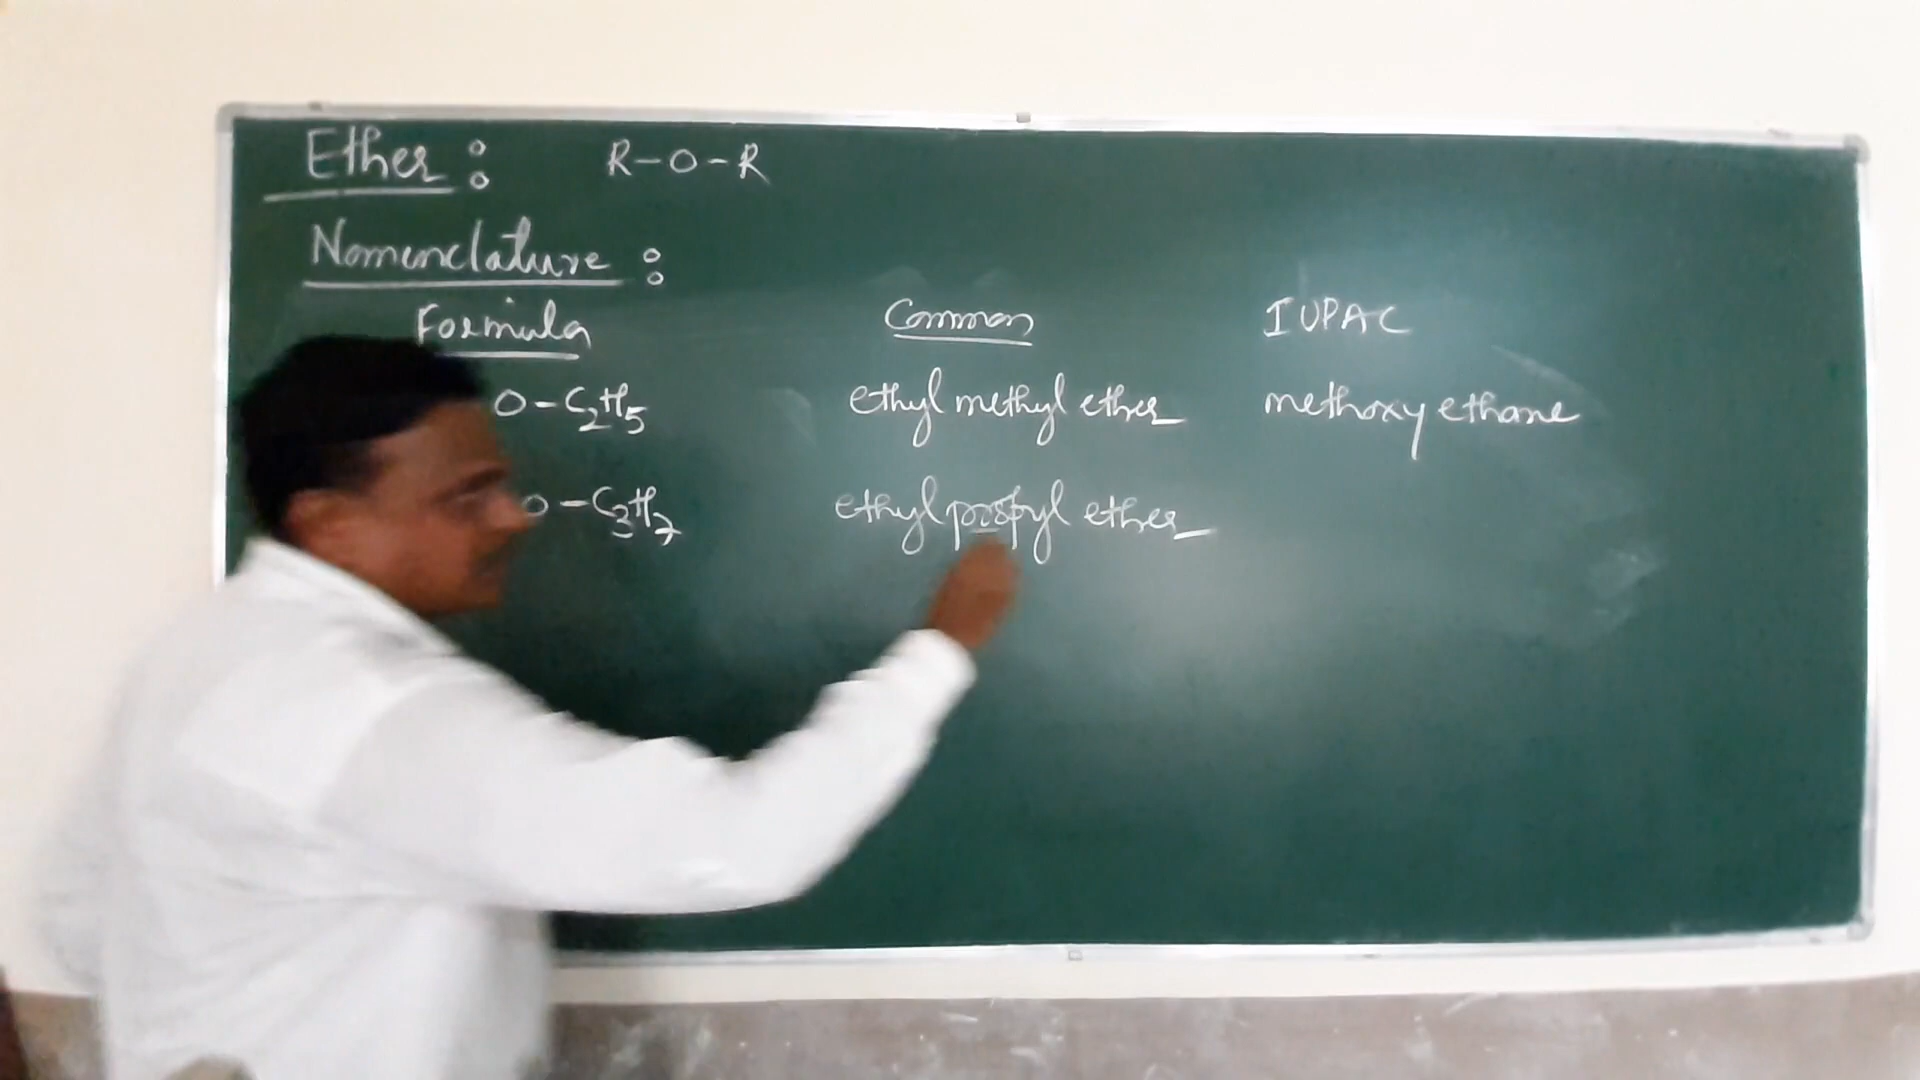 Ether : R-O-R
Nomenclature :
Formula Common IUPAC
O-C2H5 ethyl methyl ether methoxy ethane
O-C3H7 ethyl propyl ether